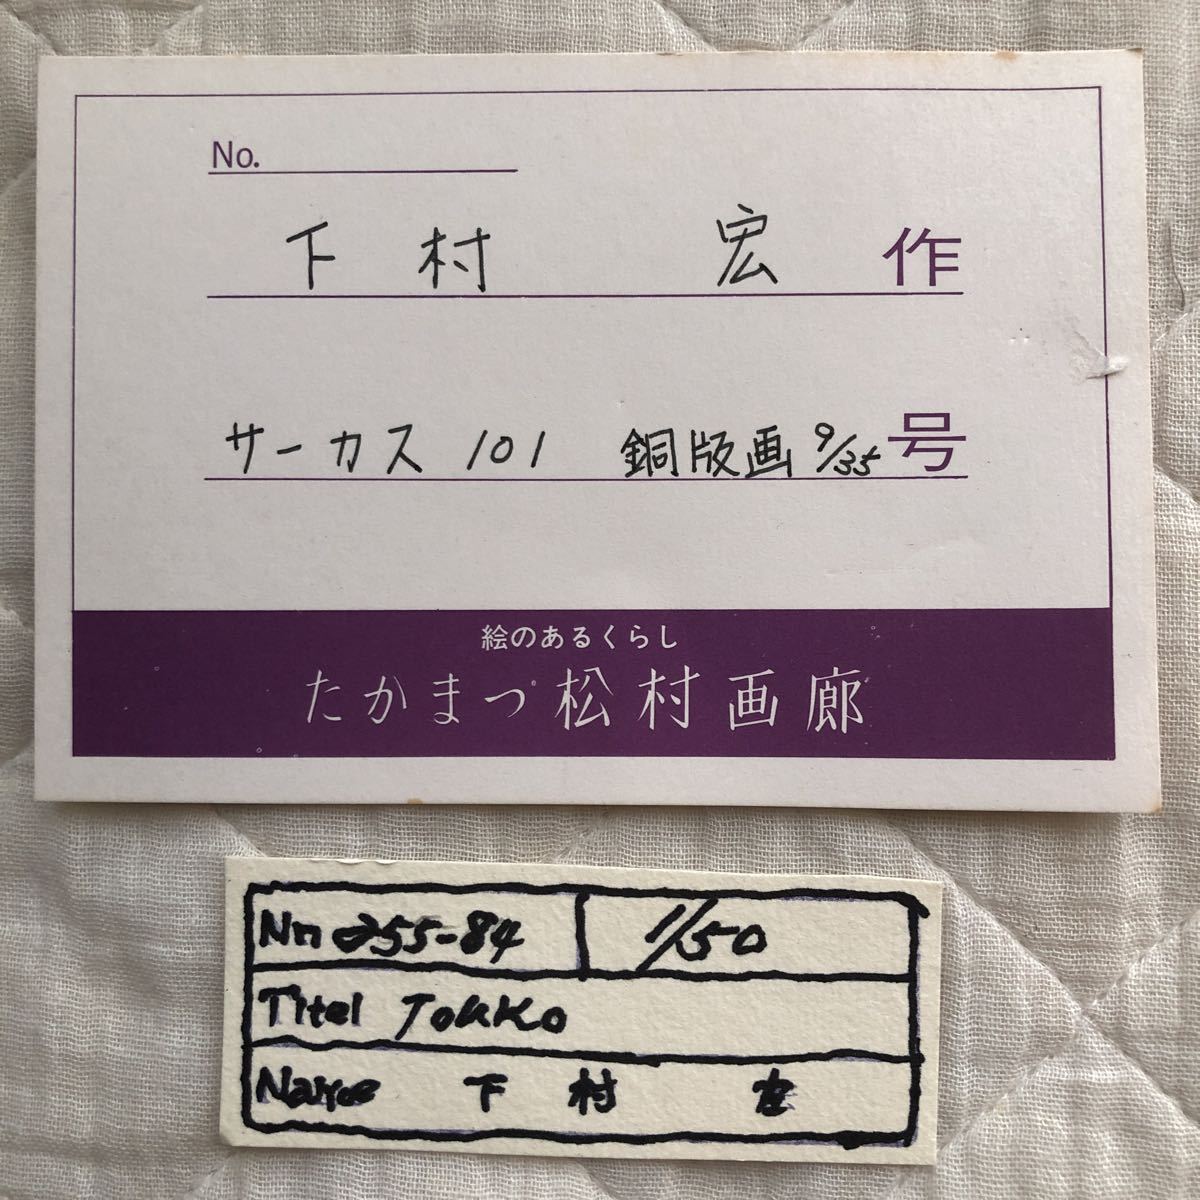 No.
下村 宏 作
サーカス 101 銅版画 9/35 号
絵のあるくらし
たかまつ 松村画廊
Nn 255-84 1/50
Titel Tokko
Name 下村 宏